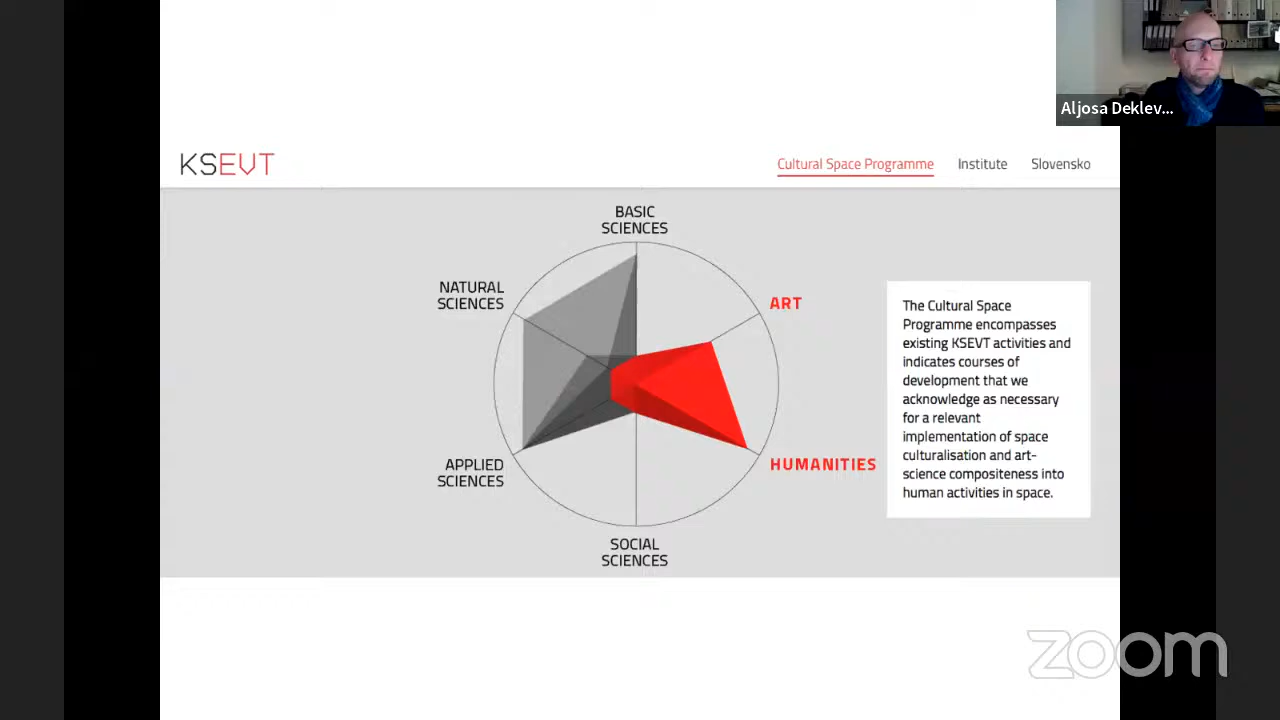 Aljosa Deklev...
KSEVT
Cultural Space Programme Institute Slovensko
BASIC
SCIENCES
NATURAL
SCIENCES
ART
APPLIED
SCIENCES
HUMANITIES
SOCIAL
SCIENCES
The Cultural Space
Programme encompasses
existing KSEVT activities and
indicates courses of
development that we
acknowledge as necessary
for a relevant
implementation of space
culturalisation and art-
science compositeness into
human activities in space.
zoom